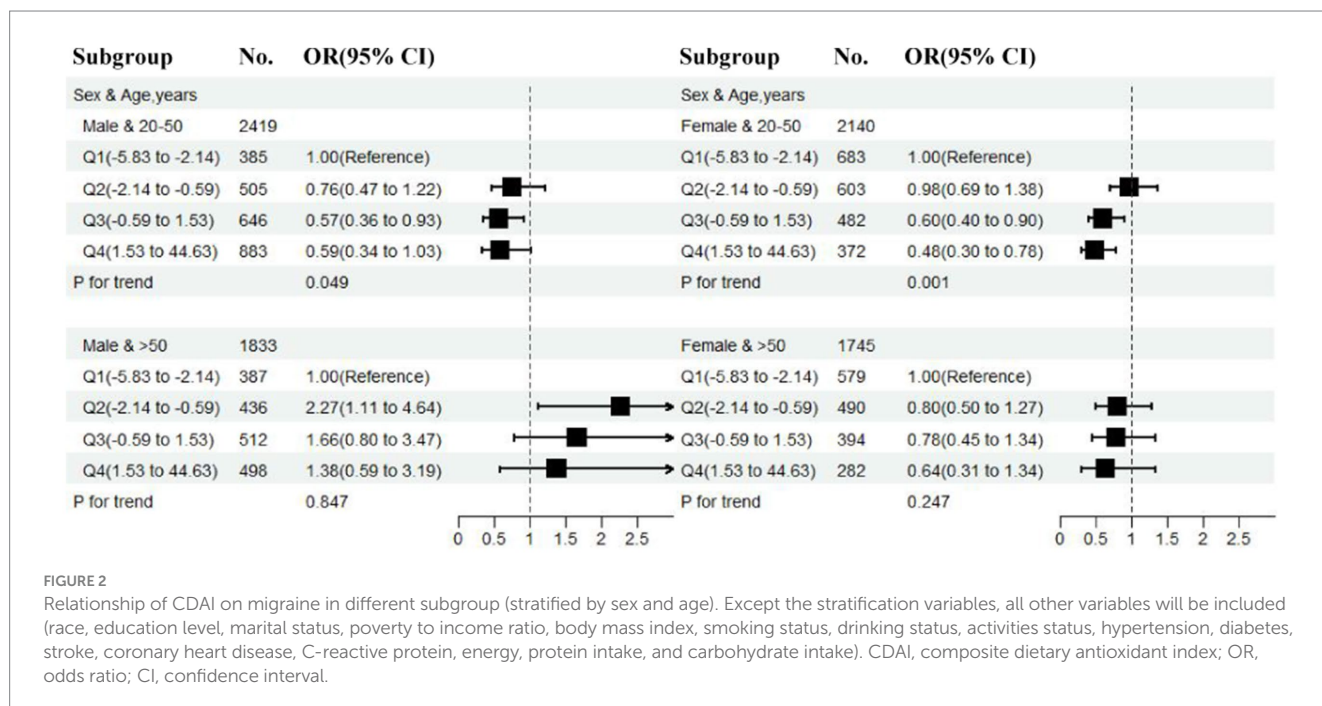 Subgroup No. OR(95% CI)
Sex & Age,years
Male & 20-50 2419
Q1(-5.83 to -2.14) 385 1.00(Reference)
Q2(-2.14 to -0.59) 505 0.76(0.47 to 1.22)
Q3(-0.59 to 1.53) 646 0.57(0.36 to 0.93)
Q4(1.53 to 44.63) 883 0.59(0.34 to 1.03)
P for trend 0.049
Male & >50 1833
Q1(-5.83 to -2.14) 387 1.00(Reference)
Q2(-2.14 to -0.59) 436 2.27(1.11 to 4.64)
Q3(-0.59 to 1.53) 512 1.66(0.80 to 3.47)
Q4(1.53 to 44.63) 498 1.38(0.59 to 3.19)
P for trend 0.847
0 0.5 1 1.5 2 2.5
Subgroup No. OR(95% CI)
Sex & Age,years
Female & 20-50 2140
Q1(-5.83 to -2.14) 683 1.00(Reference)
Q2(-2.14 to -0.59) 603 0.98(0.69 to 1.38)
Q3(-0.59 to 1.53) 482 0.60(0.40 to 0.90)
Q4(1.53 to 44.63) 372 0.48(0.30 to 0.78)
P for trend 0.001
Female & >50 1745
Q1(-5.83 to -2.14) 579 1.00(Reference)
Q2(-2.14 to -0.59) 490 0.80(0.50 to 1.27)
Q3(-0.59 to 1.53) 394 0.78(0.45 to 1.34)
Q4(1.53 to 44.63) 282 0.64(0.31 to 1.34)
P for trend 0.247
0 0.5 1 1.5 2 2.5
FIGURE 2
Relationship of CDAI on migraine in different subgroup (stratified by sex and age). Except the stratification variables, all other variables will be included
(race, education level, marital status, poverty to income ratio, body mass index, smoking status, drinking status, activities status, hypertension, diabetes,
stroke, coronary heart disease, C-reactive protein, energy, protein intake, and carbohydrate intake). CDAI, composite dietary antioxidant index; OR,
odds ratio; CI, confidence interval.